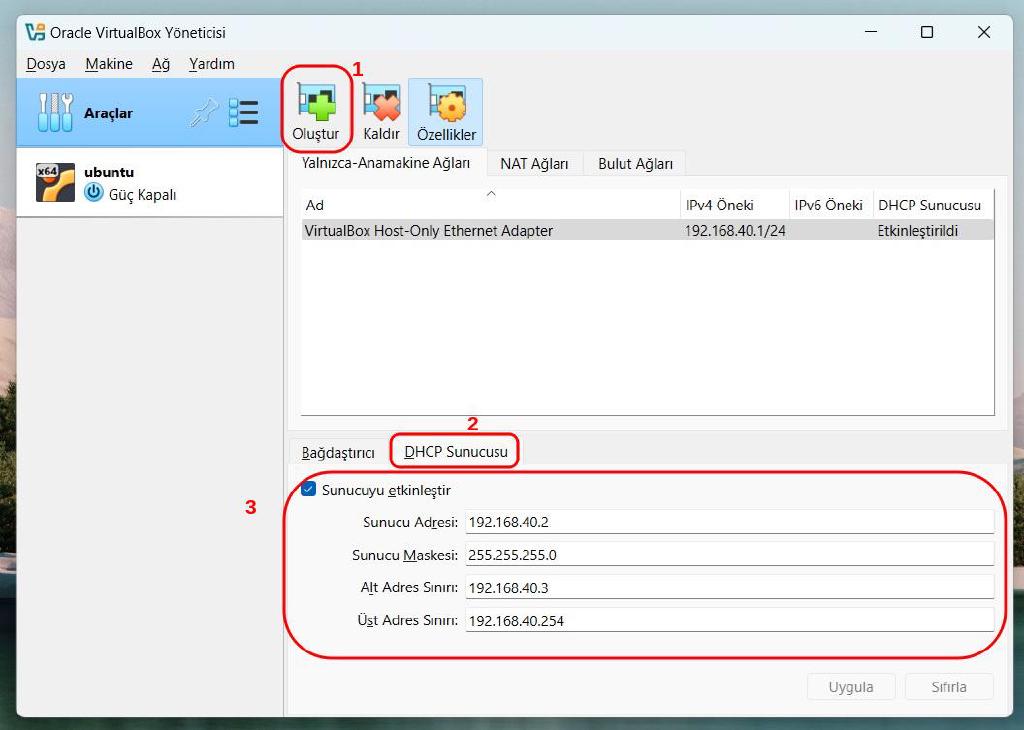 Oracle VirtualBox Yöneticisi
Dosya Makine Ağ Yardım
1
Araçlar
Oluştur Kaldır Özellikler
x64
ubuntu
Güç Kapalı
Yalnızca-Anamakine Ağları NAT Ağları Bulut Ağları
Ad IPv4 Öneki IPv6 Öneki DHCP Sunucusu
VirtualBox Host-Only Ethernet Adapter 192.168.40.1/24 Etkinleştirildi
2
Bağdaştırıcı DHCP Sunucusu
3
Sunucuyu etkinleştir
Sunucu Adresi: 192.168.40.2
Sunucu Maskesi: 255.255.255.0
Alt Adres Sınırı: 192.168.40.3
Üst Adres Sınırı: 192.168.40.254
Uygula Sıfırla